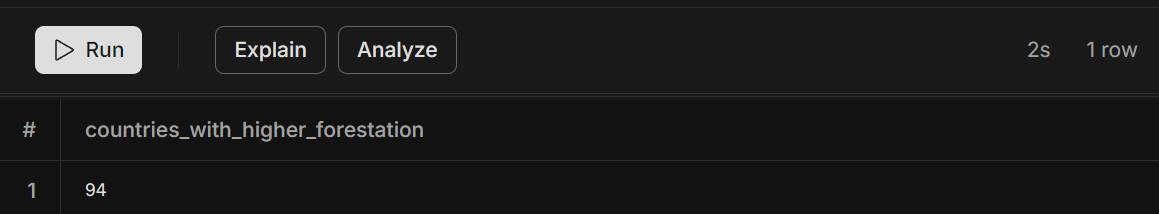 Run Explain Analyze 2s 1 row
# countries_with_higher_forestation
1 94